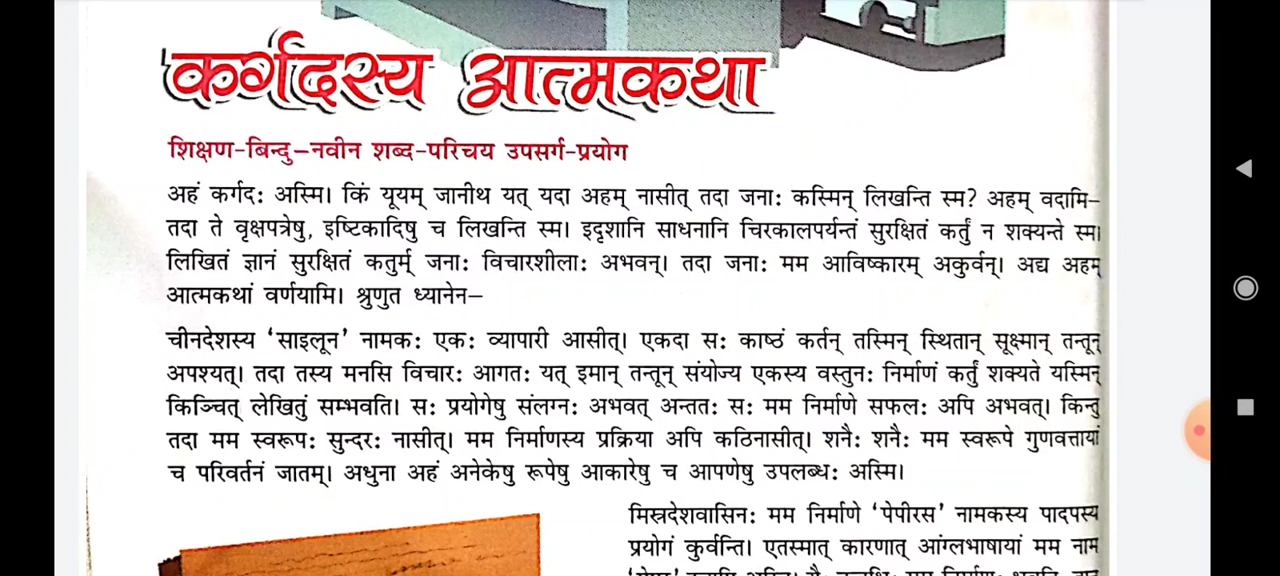 कर्गदस्य आत्मकथा
शिक्षण-बिन्दु–नवीन शब्द-परिचय उपसर्ग-प्रयोग
अहं कर्गद: अस्मि। किं यूयम् जानीथ यत् यदा अहम् नासीत् तदा जना: कस्मिन् लिखन्ति स्म? अहम् वदामि–
तदा ते वृक्षपत्रेषु, इष्टिकादिषु च लिखन्ति स्म। इदृशानि साधनानि चिरकालपर्यन्तं सुरक्षितं कर्तुं न शक्यन्ते स्म।
लिखितं ज्ञानं सुरक्षितं कतुर्म् जना: विचारशीला: अभवन्। तदा जना: मम आविष्कारम् अकुर्वन्। अद्य अहम्
आत्मकथां वर्णयामि। श्रुणुत ध्यानेन–
चीनदेशस्य ‘साइलून’ नामक: एक: व्यापारी आसीत्। एकदा स: काष्ठं कर्तन् तस्मिन् स्थितान् सूक्ष्मान् तन्तून्
अपश्यत्। तदा तस्य मनसि विचार: आगत: यत् इमान् तन्तून् संयोज्य एकस्य वस्तुन: निर्माणं कर्तुं शक्यते यस्मिन्
किञ्चित् लेखितुं सम्भवति। स: प्रयोगेषु संलग्न: अभवत् अन्तत: स: मम निर्माणे सफल: अपि अभवत्। किन्तु
तदा मम स्वरूप: सुन्दर: नासीत्। मम निर्माणस्य प्रक्रिया अपि कठिनासीत्। शनै: शनै: मम स्वरूपे गुणवत्तायां
च परिवर्तनं जातम्। अधुना अहं अनेकेषु रूपेषु आकारेषु च आपणेषु उपलब्ध: अस्मि।
मिस्रदेशवासिन: मम निर्माणे ‘पेपीरस’ नामकस्य पादपस्य
प्रयोगं कुर्वन्ति। एतस्मात् कारणात् आंग्लभाषायां मम नाम